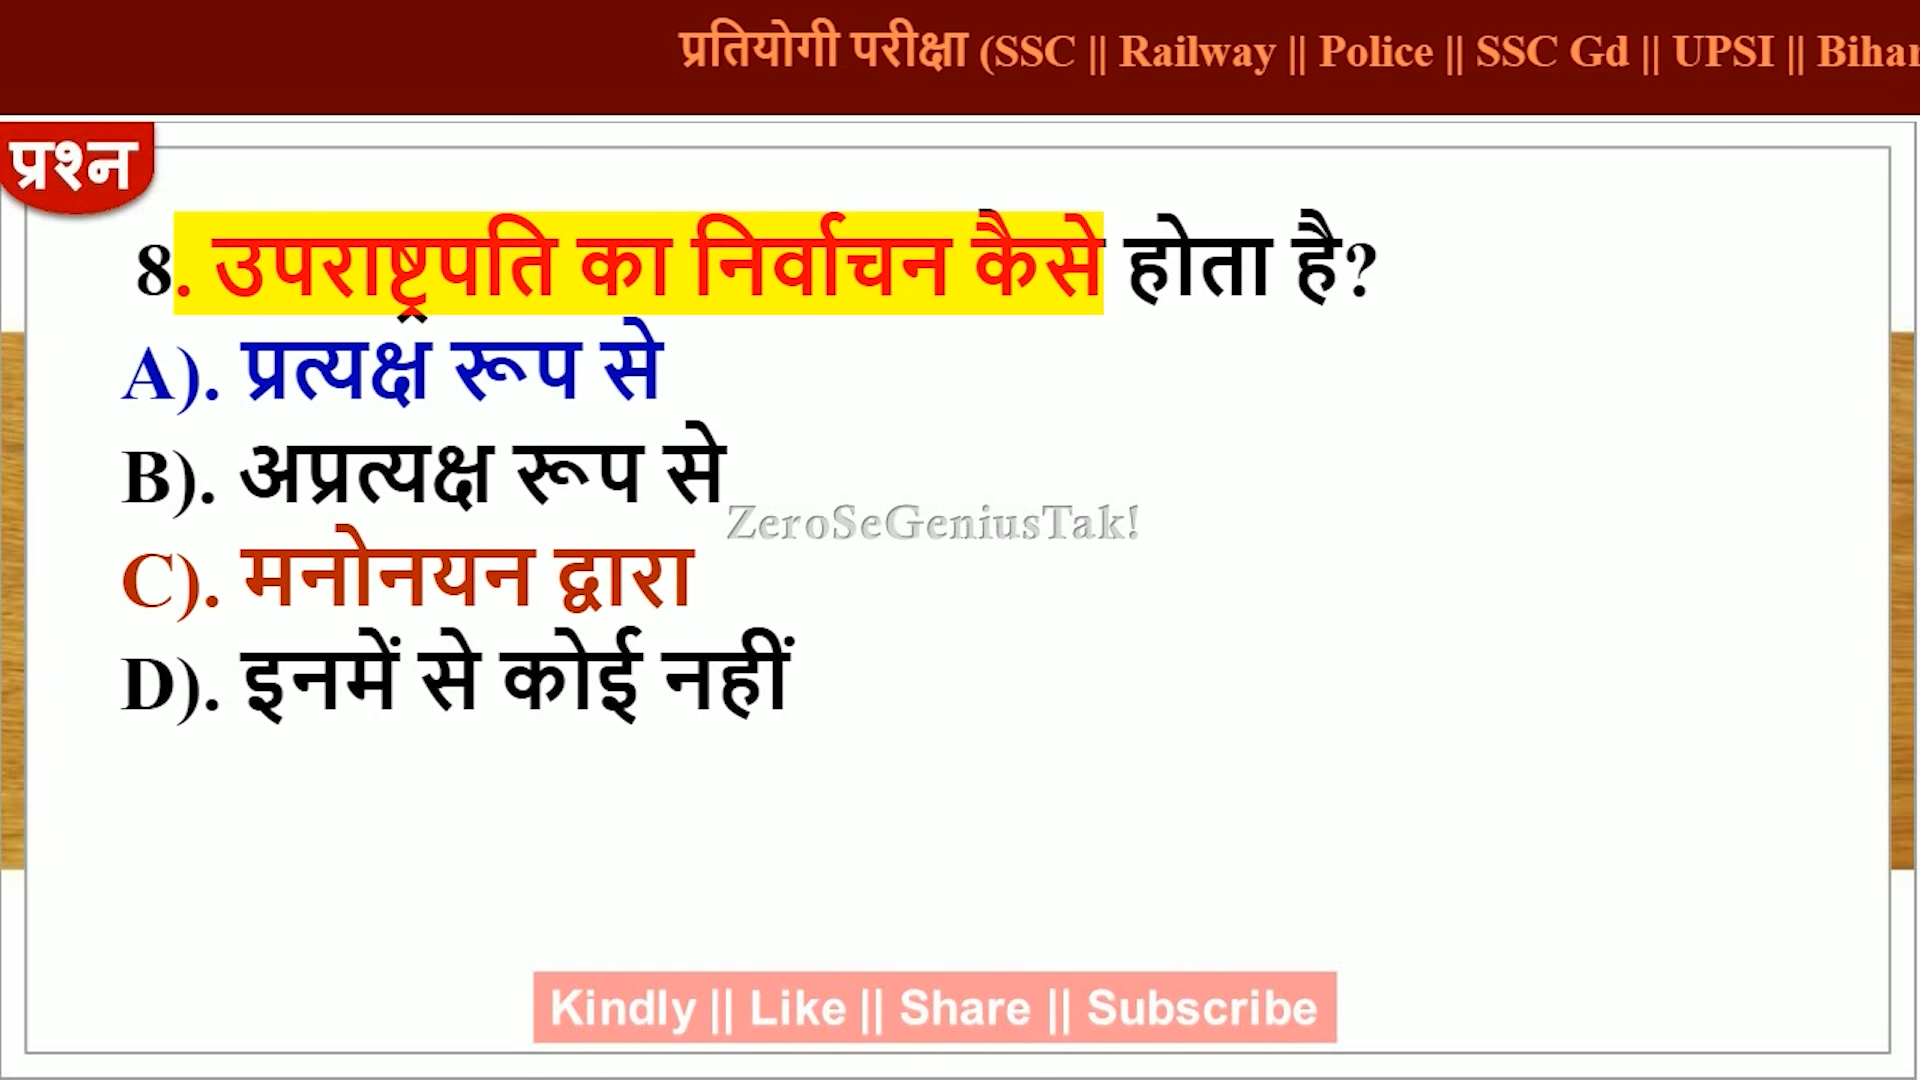 प्रतियोगी परीक्षा (SSC || Railway || Police || SSC Gd || UPSI || Bihar
प्रश्न
8. उपराष्ट्रपति का निर्वाचन कैसे होता है?
A). प्रत्यक्ष रूप से
B). अप्रत्यक्ष रूप से
ZeroSeGeniusTak!
C). मनोनयन द्वारा
D). इनमें से कोई नहीं
Kindly || Like || Share || Subscribe